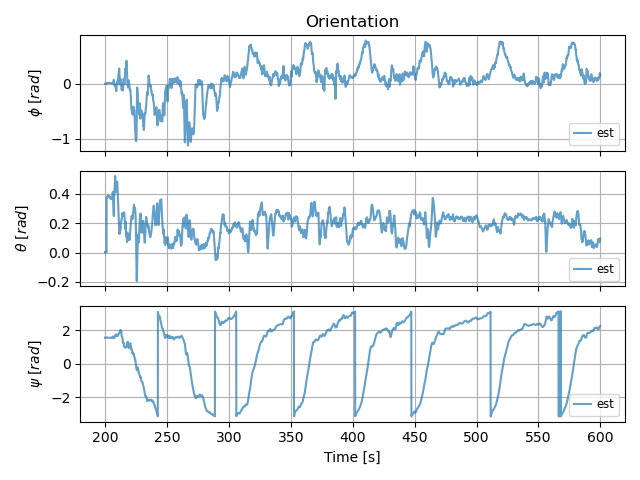 Orientation
ϕ [rad]
0
−1
est
θ [rad]
0.4
0.2
0.0
−0.2
est
ψ [rad]
2
0
−2
est
200 250 300 350 400 450 500 550 600
Time [s]